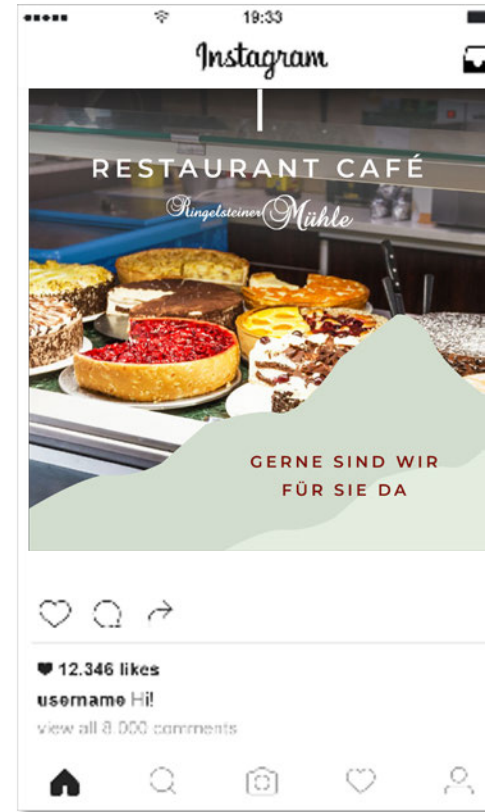 19:33
Instagram
RESTAURANT CAFÉ
Ringelsteiner Mühle
GERNE SIND WIR
FÜR SIE DA
12.346 likes
username Hi!
view all 8.000 comments